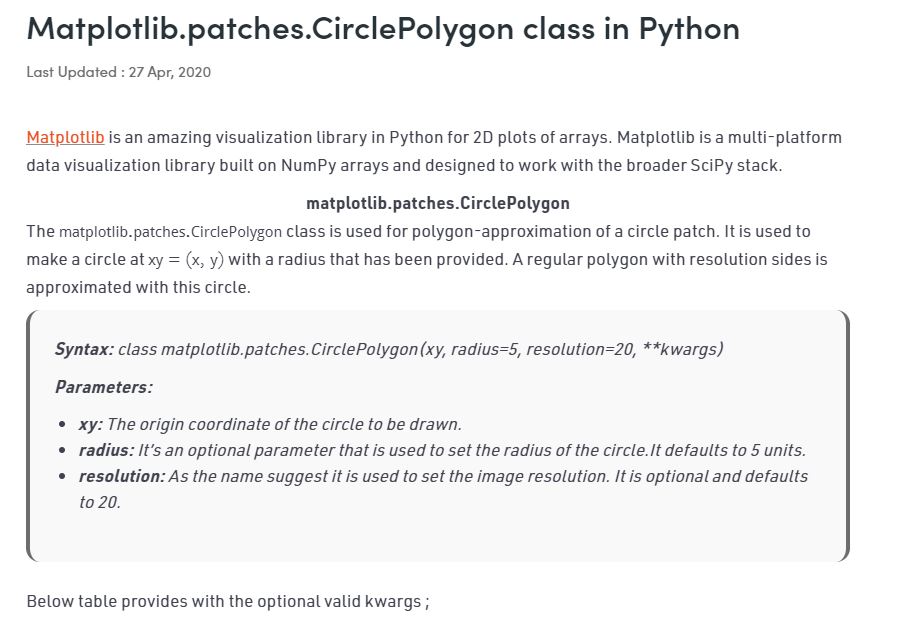 Matplotlib.patches.CirclePolygon class in Python
Last Updated : 27 Apr, 2020
Matplotlib is an amazing visualization library in Python for 2D plots of arrays. Matplotlib is a multi-platform
data visualization library built on NumPy arrays and designed to work with the broader SciPy stack.
matplotlib.patches.CirclePolygon
The matplotlib.patches.CirclePolygon class is used for polygon-approximation of a circle patch. It is used to
make a circle at xy = (x, y) with a radius that has been provided. A regular polygon with resolution sides is
approximated with this circle.
Syntax: class matplotlib.patches.CirclePolygon(xy, radius=5, resolution=20, **kwargs)
Parameters:
• xy: The origin coordinate of the circle to be drawn.
• radius: It's an optional parameter that is used to set the radius of the circle.It defaults to 5 units.
• resolution: As the name suggest it is used to set the image resolution. It is optional and defaults
to 20.
Below table provides with the optional valid kwargs ;